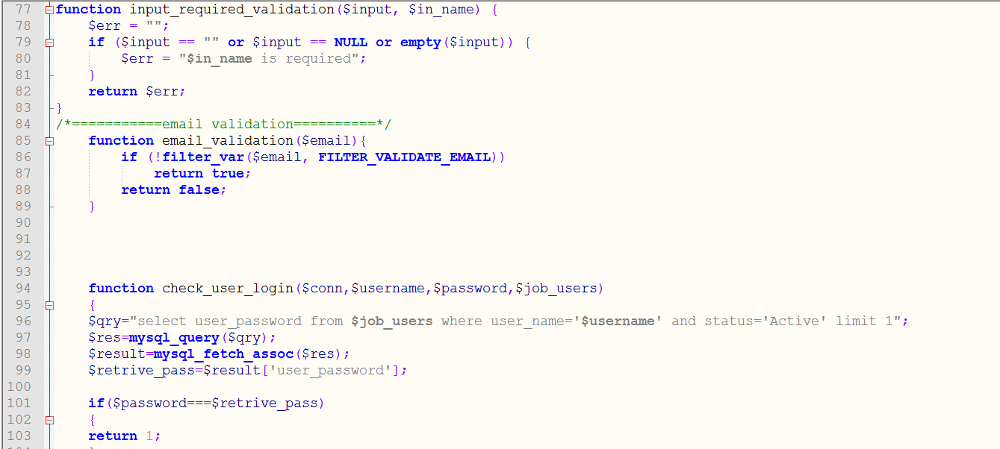 77 function input_required_validation($input, $in_name) {
78 $err = "";
79 if ($input == "" or $input == NULL or empty($input)) {
80 $err = "$in_name is required";
81 }
82 return $err;
83 }
84 /*===========email validation==========*/
85 function email_validation($email){
86 if (!filter_var($email, FILTER_VALIDATE_EMAIL))
87 return true;
88 return false;
89 }
90
91
92
93
94 function check_user_login($conn,$username,$password,$job_users)
95 {
96 $qry="select user_password from $job_users where user_name='$username' and status='Active' limit 1";
97 $res=mysql_query($qry);
98 $result=mysql_fetch_assoc($res);
99 $retrive_pass=$result['user_password'];
100
101 if($password===$retrive_pass)
102 {
103 return 1;